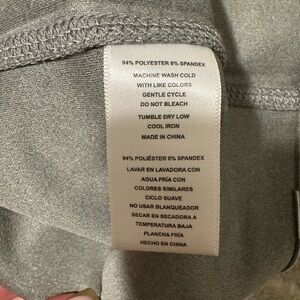 94% POLYESTER 6% SPANDEX
MACHINE WASH COLD
WITH LIKE COLORS
GENTLE CYCLE
DO NOT BLEACH
TUMBLE DRY LOW
COOL IRON
MADE IN CHINA
94% POLIÉSTER 6% SPANDEX
LAVAR EN LAVADORA CON
AGUA FRÍA CON
COLORES SIMILARES
CICLO SUAVE
NO USAR BLANQUEADOR
SECAR EN SECADORA A
TEMPERATURA BAJA
PLANCHA FRÍA
HECHO EN CHINA